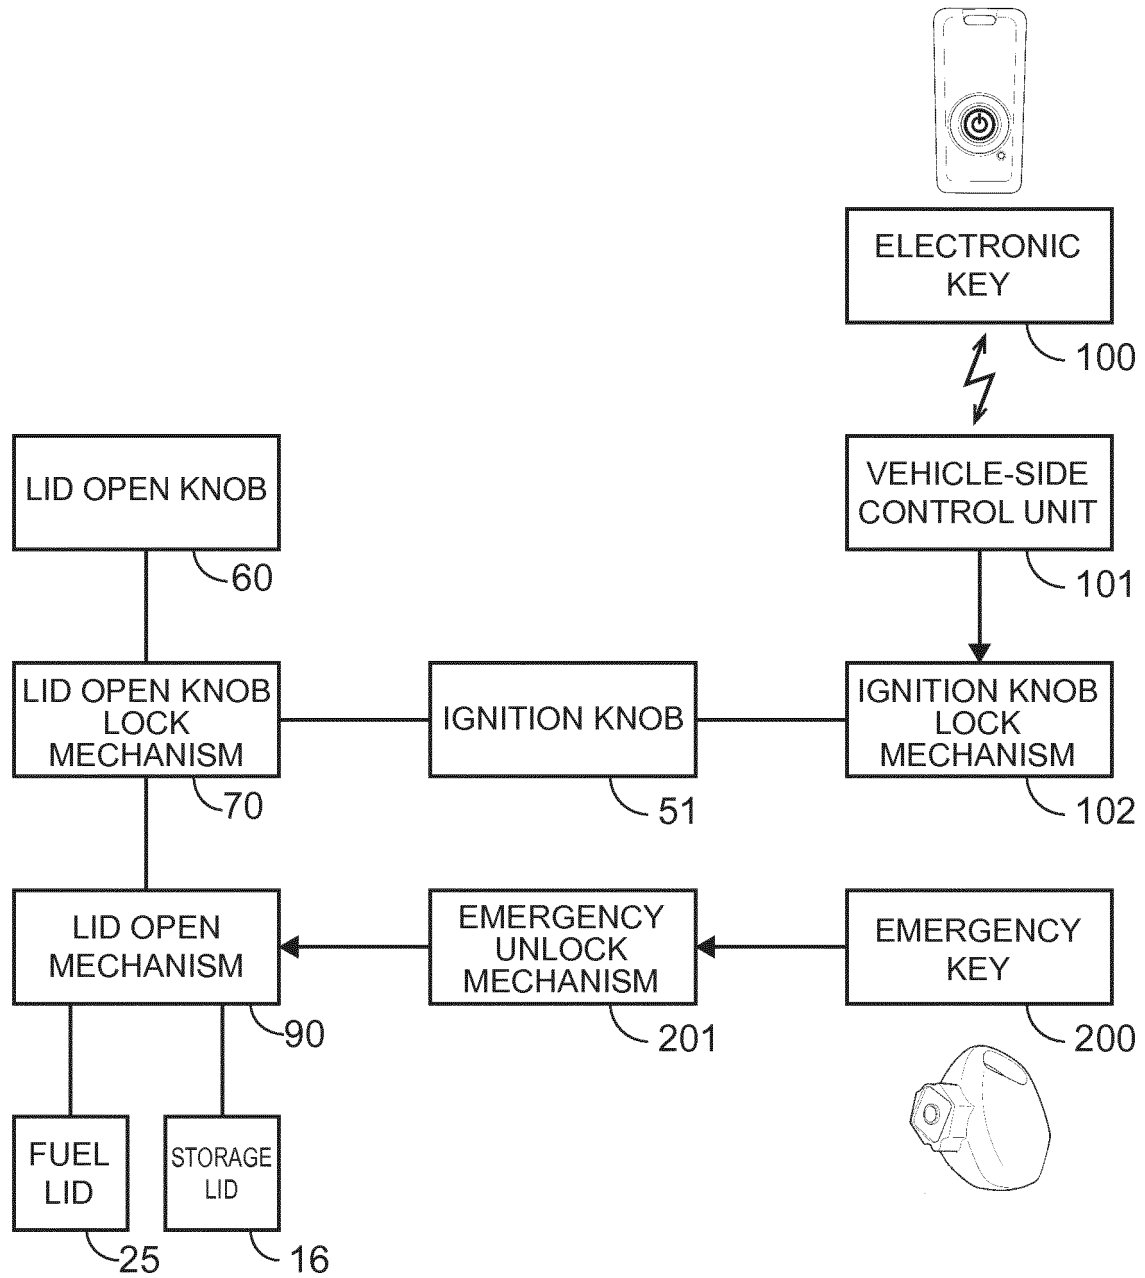 ELECTRONIC
KEY
100
LID OPEN KNOB
60
VEHICLE-SIDE
CONTROL UNIT
101
LID OPEN KNOB
LOCK
MECHANISM
70
IGNITION KNOB
51
IGNITION KNOB
LOCK
MECHANISM
102
LID OPEN
MECHANISM
90
EMERGENCY
UNLOCK
MECHANISM
201
EMERGENCY
KEY
200
FUEL
LID
25
STORAGE
LID
16